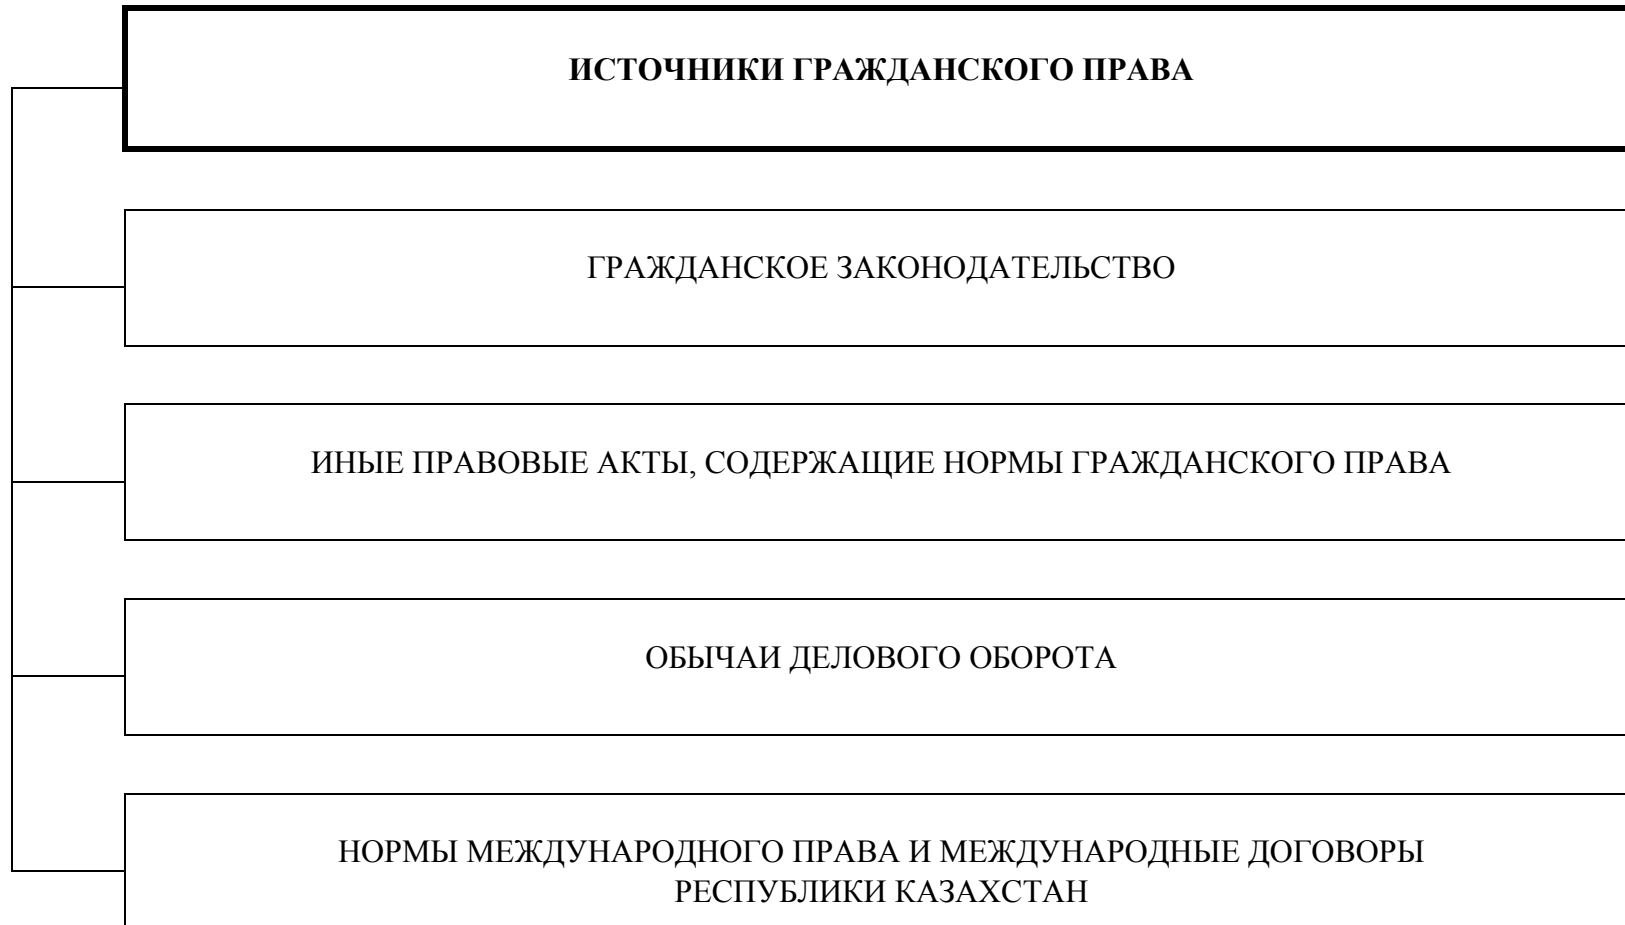 ИСТОЧНИКИ ГРАЖДАНСКОГО ПРАВА
ГРАЖДАНСКОЕ ЗАКОНОДАТЕЛЬСТВО
ИНЫЕ ПРАВОВЫЕ АКТЫ, СОДЕРЖАЩИЕ НОРМЫ ГРАЖДАНСКОГО ПРАВА
ОБЫЧАИ ДЕЛОВОГО ОБОРОТА
НОРМЫ МЕЖДУНАРОДНОГО ПРАВА И МЕЖДУНАРОДНЫЕ ДОГОВОРЫ
РЕСПУБЛИКИ КАЗАХСТАН